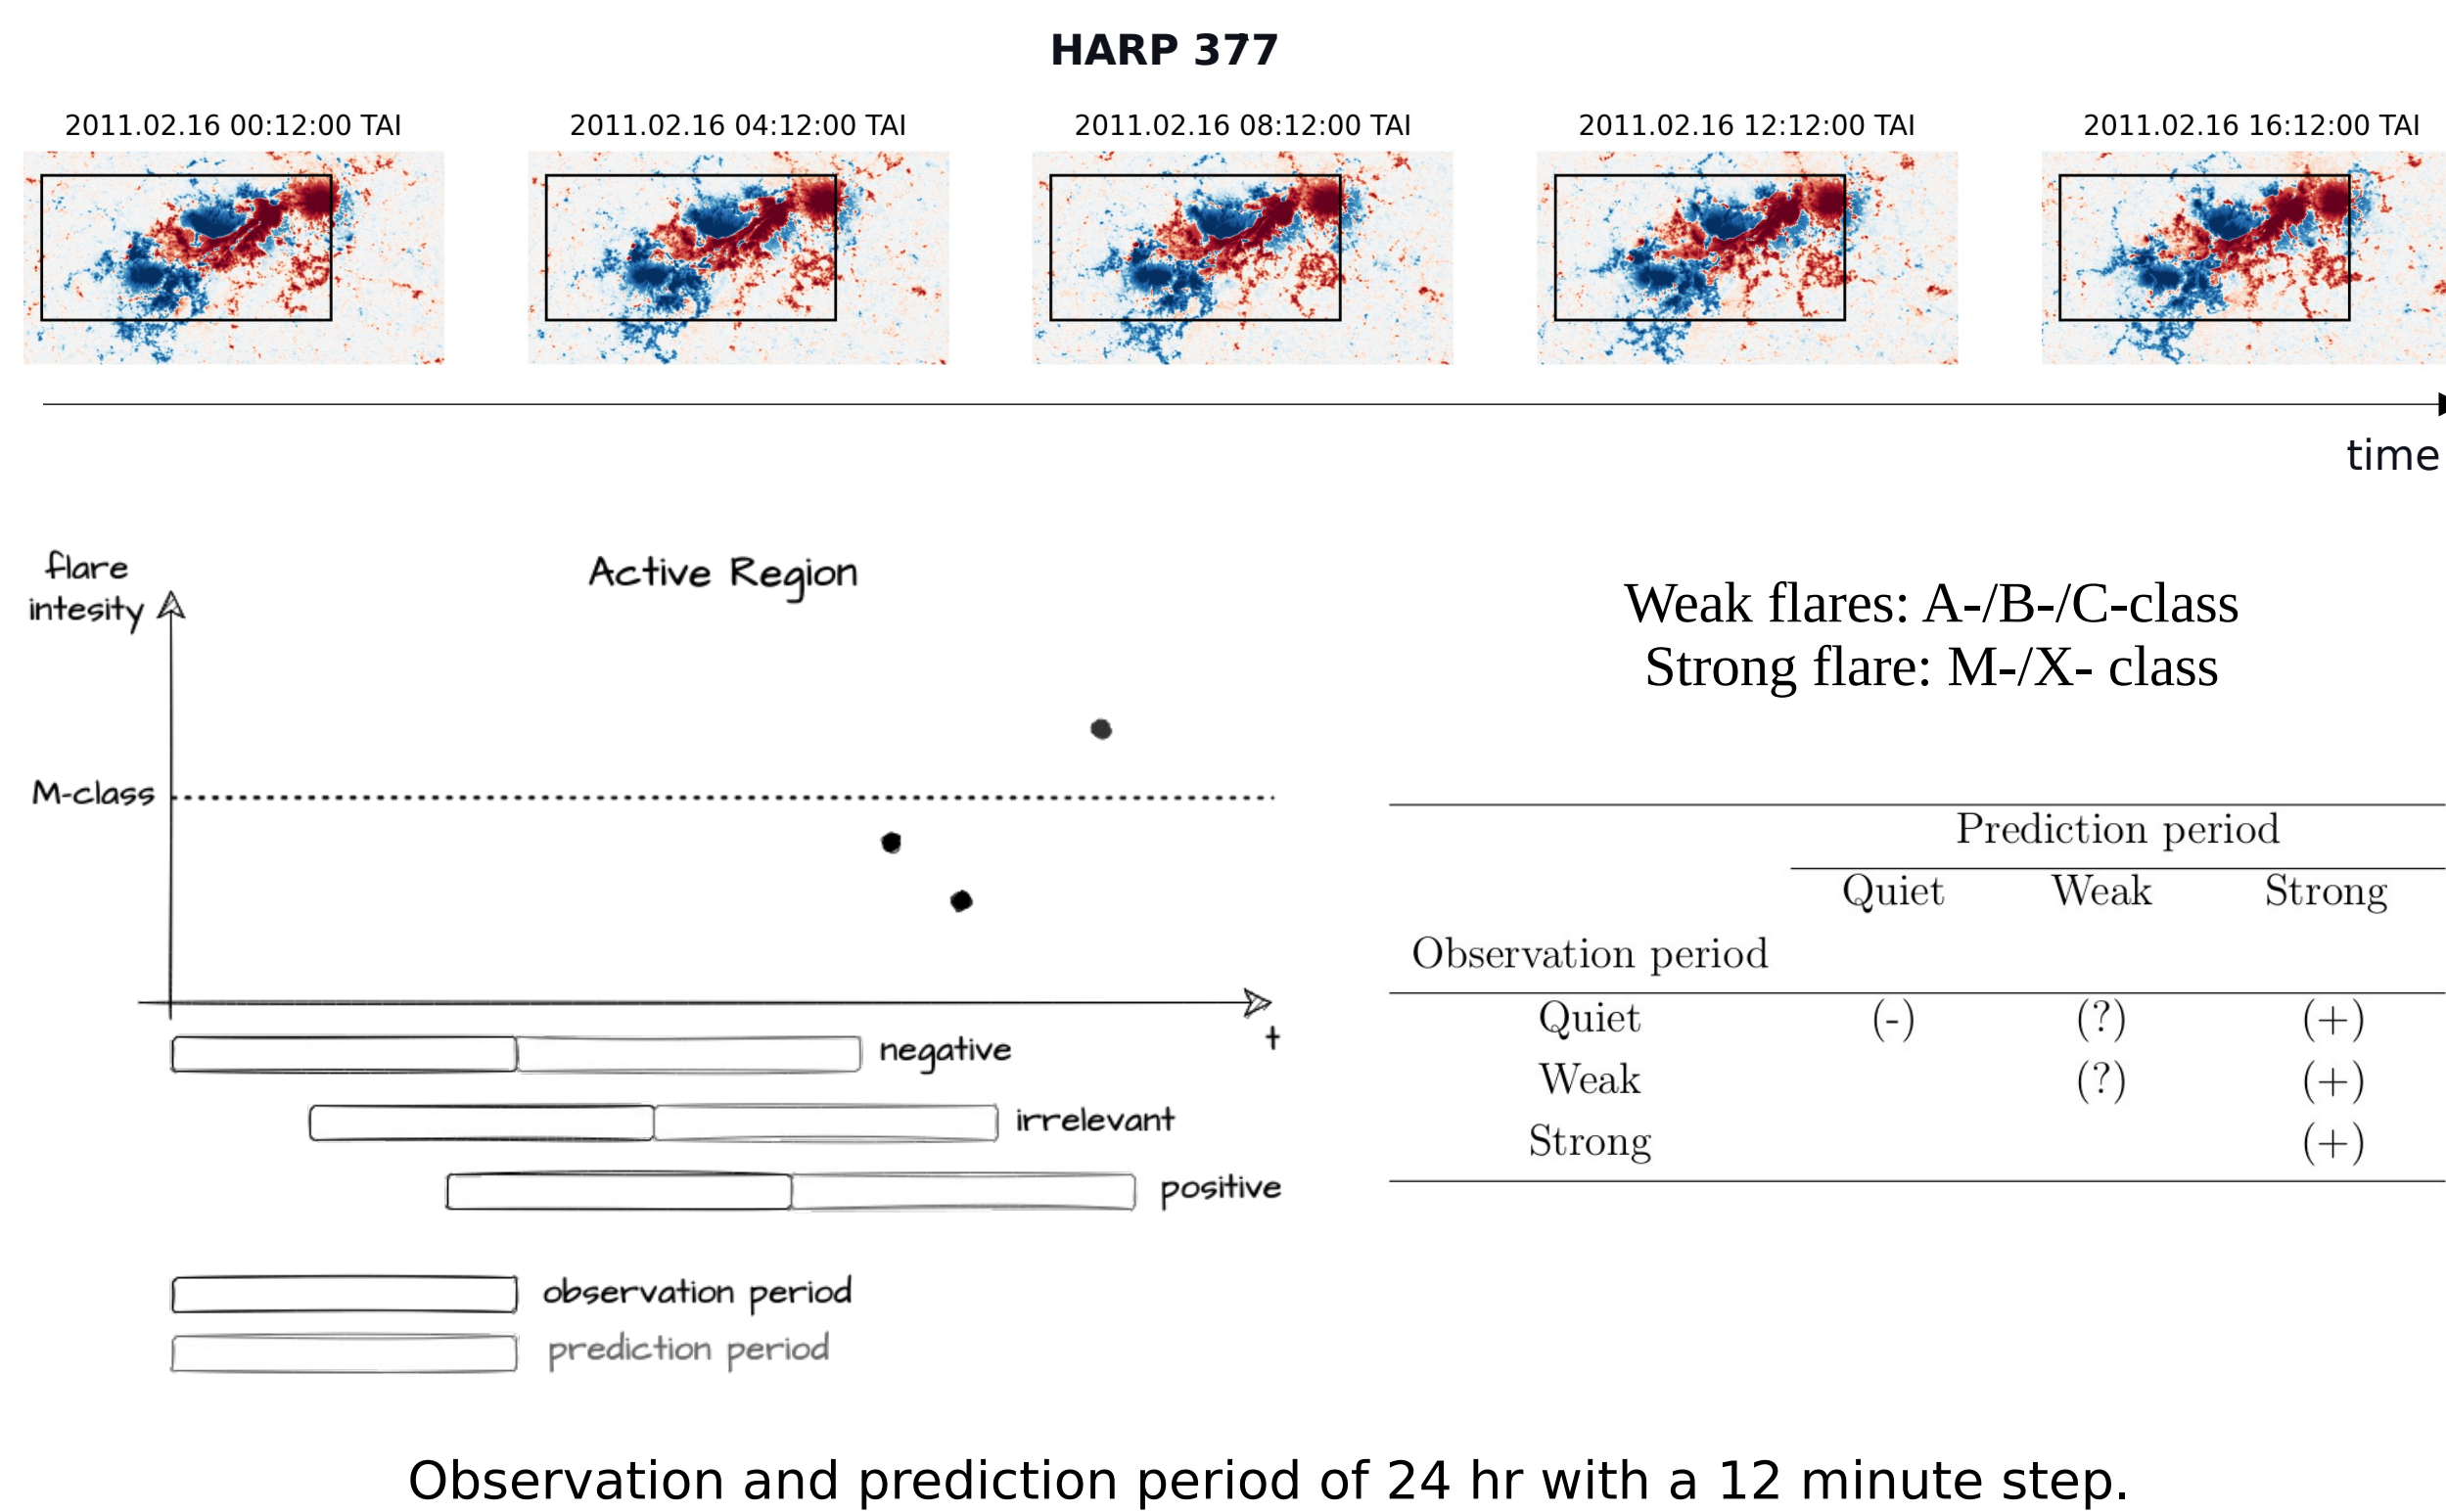 HARP 377
2011.02.16 00:12:00 TAI
2011.02.16 04:12:00 TAI
2011.02.16 08:12:00 TAI
2011.02.16 12:12:00 TAI
2011.02.16 16:12:00 TAI
time
flare
intesity
Active Region
M-class
t
negative
irrelevant
positive
observation period
prediction period
Weak flares: A-/B-/C-class
Strong flare: M-/X- class
Prediction period
Quiet Weak Strong
Observation period
Quiet (-) (?) (+)
Weak (?) (+)
Strong (+)
Observation and prediction period of 24 hr with a 12 minute step.